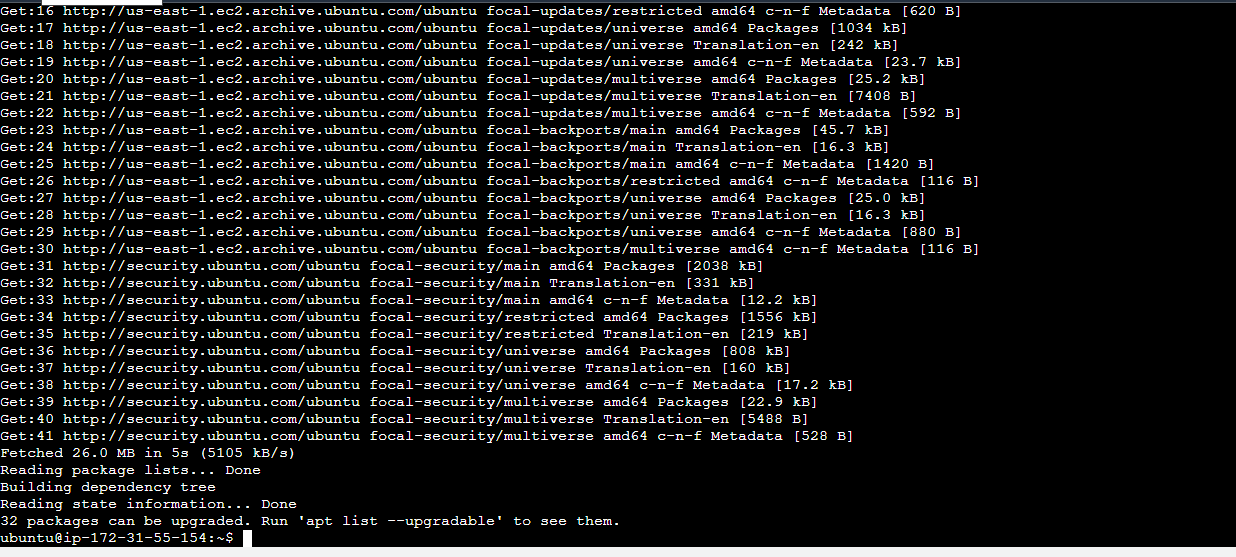 Get:16 http://us-east-1.ec2.archive.ubuntu.com/ubuntu focal-updates/restricted amd64 c-n-f Metadata [620 B]
Get:17 http://us-east-1.ec2.archive.ubuntu.com/ubuntu focal-updates/universe amd64 Packages [1034 kB]
Get:18 http://us-east-1.ec2.archive.ubuntu.com/ubuntu focal-updates/universe Translation-en [242 kB]
Get:19 http://us-east-1.ec2.archive.ubuntu.com/ubuntu focal-updates/universe amd64 c-n-f Metadata [23.7 kB]
Get:20 http://us-east-1.ec2.archive.ubuntu.com/ubuntu focal-updates/multiverse amd64 Packages [25.2 kB]
Get:21 http://us-east-1.ec2.archive.ubuntu.com/ubuntu focal-updates/multiverse Translation-en [7408 B]
Get:22 http://us-east-1.ec2.archive.ubuntu.com/ubuntu focal-updates/multiverse amd64 c-n-f Metadata [592 B]
Get:23 http://us-east-1.ec2.archive.ubuntu.com/ubuntu focal-backports/main amd64 Packages [45.7 kB]
Get:24 http://us-east-1.ec2.archive.ubuntu.com/ubuntu focal-backports/main Translation-en [16.3 kB]
Get:25 http://us-east-1.ec2.archive.ubuntu.com/ubuntu focal-backports/main amd64 c-n-f Metadata [1420 B]
Get:26 http://us-east-1.ec2.archive.ubuntu.com/ubuntu focal-backports/restricted amd64 c-n-f Metadata [116 B]
Get:27 http://us-east-1.ec2.archive.ubuntu.com/ubuntu focal-backports/universe amd64 Packages [25.0 kB]
Get:28 http://us-east-1.ec2.archive.ubuntu.com/ubuntu focal-backports/universe Translation-en [16.3 kB]
Get:29 http://us-east-1.ec2.archive.ubuntu.com/ubuntu focal-backports/universe amd64 c-n-f Metadata [880 B]
Get:30 http://us-east-1.ec2.archive.ubuntu.com/ubuntu focal-backports/multiverse amd64 c-n-f Metadata [116 B]
Get:31 http://security.ubuntu.com/ubuntu focal-security/main amd64 Packages [2038 kB]
Get:32 http://security.ubuntu.com/ubuntu focal-security/main Translation-en [331 kB]
Get:33 http://security.ubuntu.com/ubuntu focal-security/main amd64 c-n-f Metadata [12.2 kB]
Get:34 http://security.ubuntu.com/ubuntu focal-security/restricted amd64 Packages [1556 kB]
Get:35 http://security.ubuntu.com/ubuntu focal-security/restricted Translation-en [219 kB]
Get:36 http://security.ubuntu.com/ubuntu focal-security/universe amd64 Packages [808 kB]
Get:37 http://security.ubuntu.com/ubuntu focal-security/universe Translation-en [160 kB]
Get:38 http://security.ubuntu.com/ubuntu focal-security/universe amd64 c-n-f Metadata [17.2 kB]
Get:39 http://security.ubuntu.com/ubuntu focal-security/multiverse amd64 Packages [22.9 kB]
Get:40 http://security.ubuntu.com/ubuntu focal-security/multiverse Translation-en [5488 B]
Get:41 http://security.ubuntu.com/ubuntu focal-security/multiverse amd64 c-n-f Metadata [528 B]
Fetched 26.0 MB in 5s (5105 kB/s)
Reading package lists... Done
Building dependency tree
Reading state information... Done
32 packages can be upgraded. Run 'apt list --upgradable' to see them.
ubuntu@ip-172-31-55-154:~$